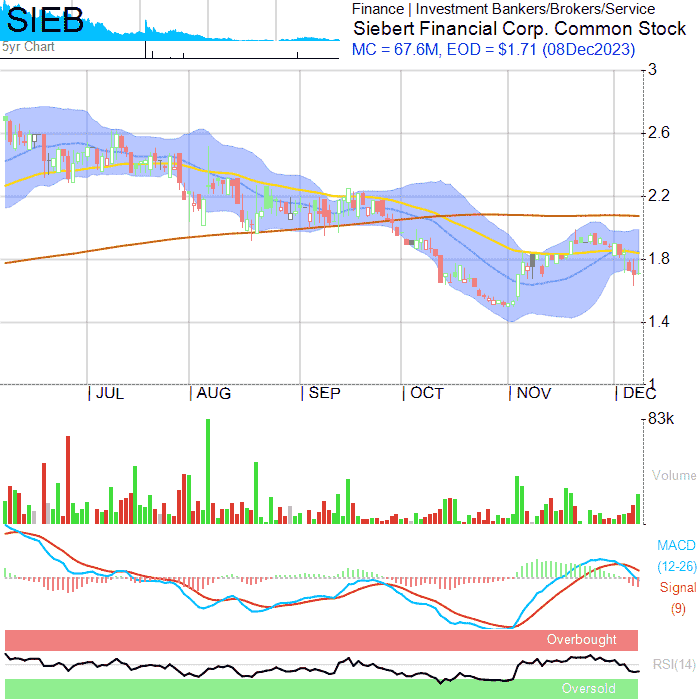 SIEB
5yr Chart
Finance | Investment Bankers/Brokers/Service
Siebert Financial Corp. Common Stock
MC = 67.6M, EOD = $1.71 (08Dec2023)
3
2.6
2.2
1.8
1.4
1
JUL AUG SEP OCT NOV DEC
83k
Volume
MACD
(12-26)
Signal
(9)
Overbought
RSI(14)
Oversold